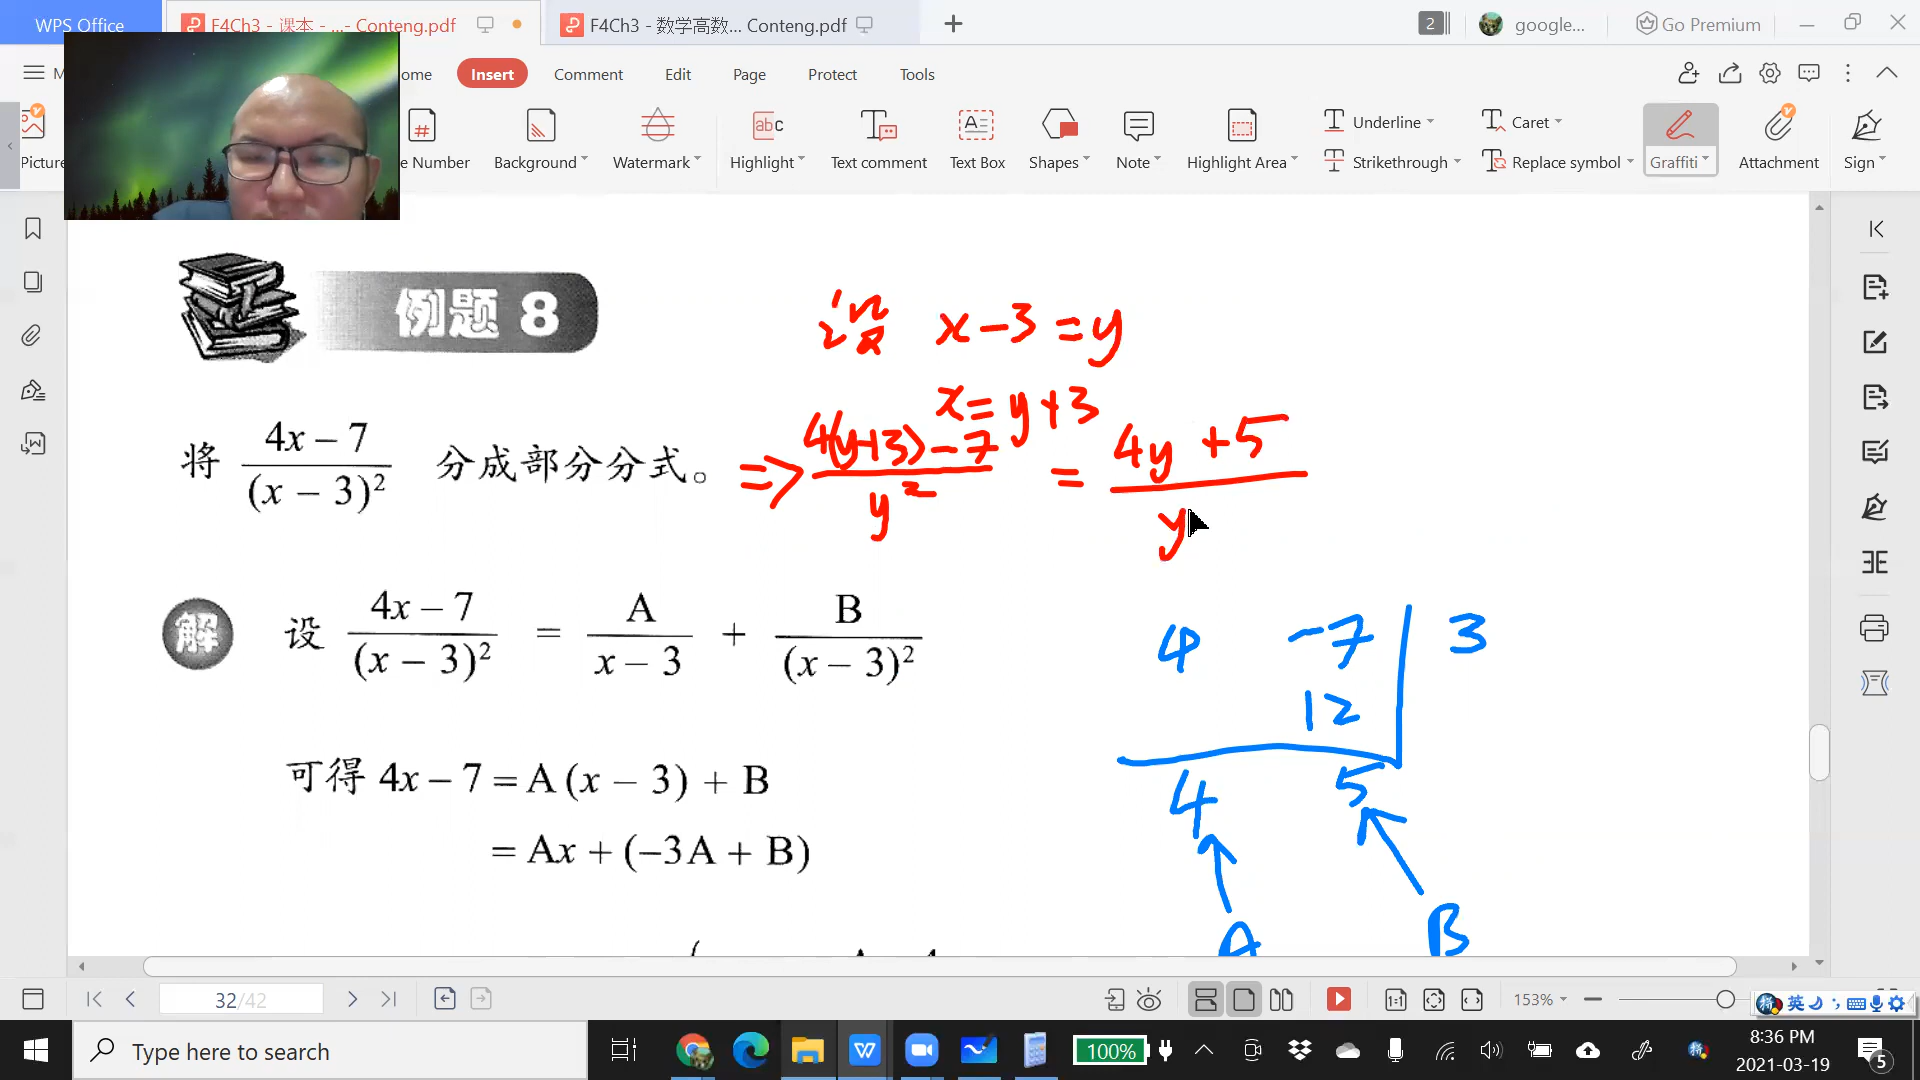 WPS Office
F4Ch3 - 课本 - ...- Conteng.pdf
F4Ch3 - 数学高数... Conteng.pdf
2
google...
Go Premium
ome
Insert
Comment
Edit
Page
Protect
Tools
Picture
e Number
Background
Watermark
Highlight
Text comment
Text Box
Shapes
Note
Highlight Area
Underline
Strikethrough
Caret
Replace symbol
Graffiti
Attachment
Sign
例题 8
x-3=y
x=y+3
将 (4x-7)/(x-3)² 分成部分分式。 => (4(y+3)-7)/y² = (4y+5)/y
解 设 (4x-7)/(x-3)² = A/(x-3) + B/(x-3)²
4 -7 3
12
4 5
A B
可得 4x-7=A(x-3)+B
=Ax+(-3A+B)
32/42
153%
英
Type here to search
100%
8:36 PM
2021-03-19
5